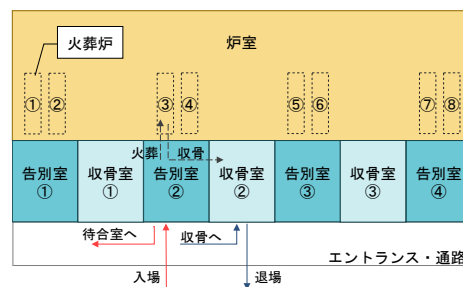 炉室
火葬炉
① ② ③ ④ ⑤ ⑥ ⑦ ⑧
火葬 収骨
告別室 収骨室 告別室 収骨室 告別室 収骨室 告別室
① ① ② ② ③ ③ ④
待合室へ 収骨へ
エントランス・通路
入場 退場